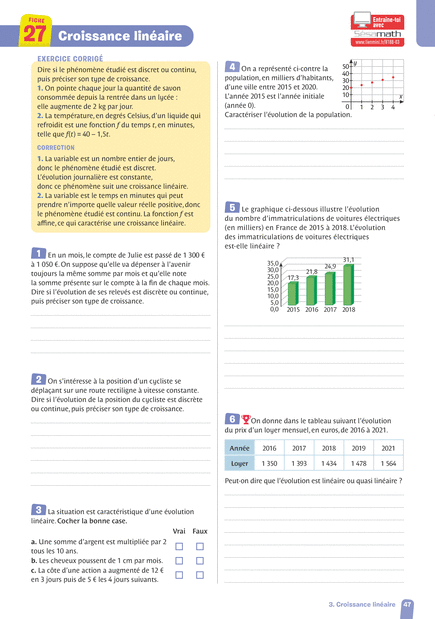 FICHE
27 Croissance linéaire
Entraîne-toi
avec
Sésamath
EXERCICE CORRIGÉ
Dire si le phénomène étudié est discret ou continu,
puis préciser son type de croissance.
1. On pointe chaque jour la quantité de savon
consommée depuis la rentrée dans un lycée :
elle augmente de 2 kg par jour.
2. La température, en degrés Celsius, d'un liquide qui
refroidit est une fonction f du temps t, en minutes,
telle que f(t) = 40 – 1,5t.
CORRECTION
1. La variable est un nombre entier de jours,
donc le phénomène étudié est discret.
L'évolution journalière est constante,
donc ce phénomène suit une croissance linéaire.
2. La variable est le temps en minutes qui peut
prendre n'importe quelle valeur réelle positive, donc
le phénomène étudié est continu. La fonction f est
affine, ce qui caractérise une croissance linéaire.
1 En un mois, le compte de Julie est passé de 1 300 €
à 1 050 €. On suppose qu'elle va dépenser à l'avenir
toujours la même somme par mois et qu'elle note
la somme présente sur le compte à la fin de chaque mois.
Dire si l'évolution de ses relevés est discrète ou continue,
puis préciser son type de croissance.
2 On s'intéresse à la position d'un cycliste se
déplaçant sur une route rectiligne à vitesse constante.
Dire si l'évolution de la position du cycliste est discrète
ou continue, puis préciser son type de croissance.
3 La situation est caractéristique d'une évolution
linéaire. Cocher la bonne case.
Vrai Faux
a. Une somme d'argent est multipliée par 2
tous les 10 ans.
b. Les cheveux poussent de 1 cm par mois.
c. La côte d'une action a augmenté de 12 €
en 3 jours puis de 5 € les 4 jours suivants.
4 On a représenté ci-contre la
population, en milliers d'habitants,
d'une ville entre 2015 et 2020.
L'année 2015 est l'année initiale
(année 0).
Caractériser l'évolution de la population.
y
50
40
30
20
10
0 1 2 3 4
x
5 Le graphique ci-dessous illustre l'évolution
du nombre d'immatriculations de voitures électriques
(en milliers) en France de 2015 à 2018. L'évolution
des immatriculations de voitures électriques
est-elle linéaire ?
35,0
30,0
25,0
20,0
15,0
10,0
5,0
0,0
17,3 21,8 24,9 31,1
2015 2016 2017 2018
6 On donne dans le tableau suivant l'évolution
du prix d'un loyer mensuel, en euros, de 2016 à 2021.
Année 2016 2017 2018 2019 2021
Loyer 1 350 1 393 1 434 1 478 1 564
Peut-on dire que l'évolution est linéaire ou quasi linéaire ?
3. Croissance linéaire 47